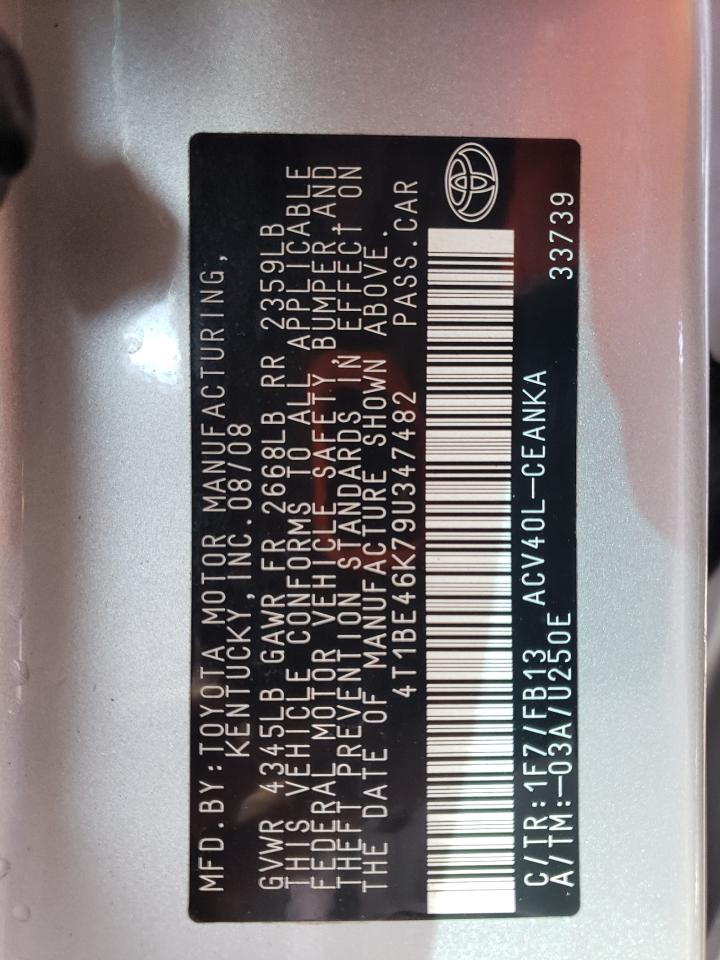 MFD.BY:TOYOTA MOTOR MANUFACTURING,
KENTUCKY,INC.08/08
GVWR 4345LB GAWR FR 2668LB RR 2359LB
THIS VEHICLE CONFORMS TO ALL APPLICABLE
FEDERAL MOTOR VEHICLE SAFETY, BUMPER, AND
THEFT PREVENTION STANDARDS IN EFFECT ON
THE DATE OF MANUFACTURE SHOWN ABOVE.
4T1BE46K79U347482 PASS.CAR
C/TR:1F7/FB13 ACV40L-CEANKA
A/TM:-03A/U250E 33739